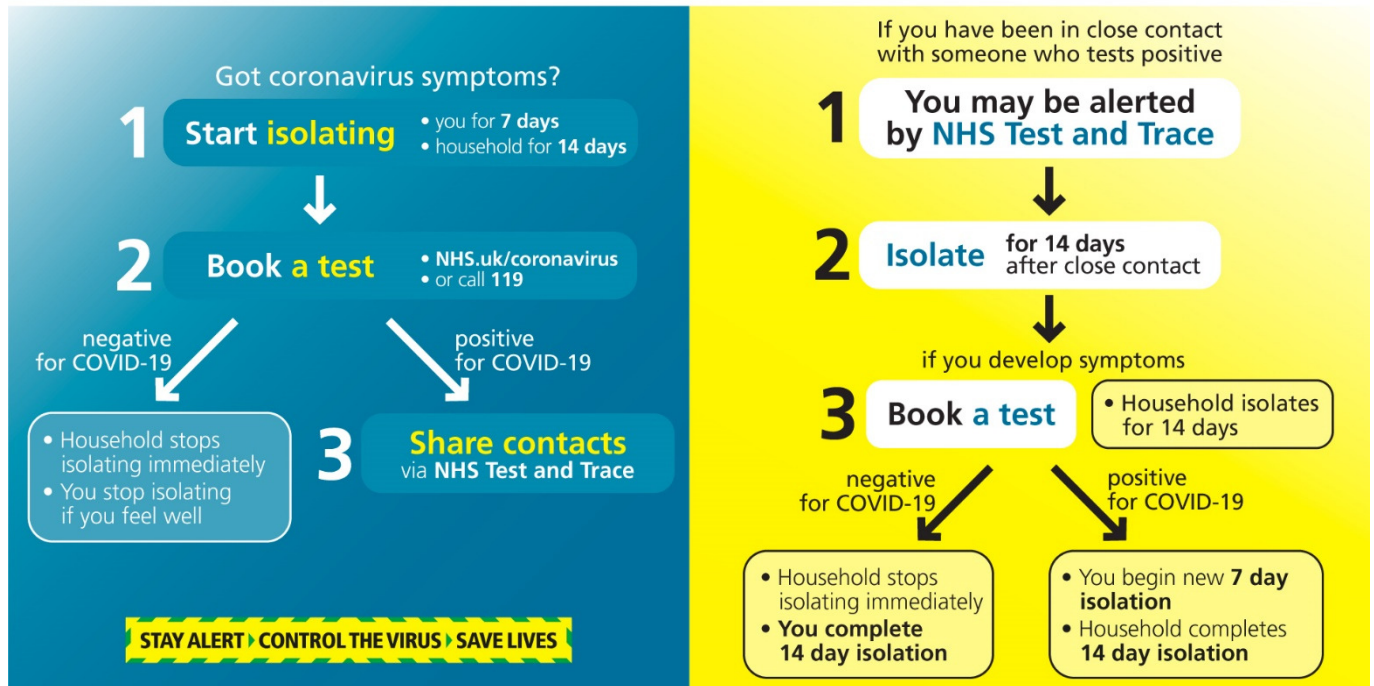 Got coronavirus symptoms?
1
Start isolating
• you for 7 days
• household for 14 days
2
Book a test
• NHS.uk/coronavirus
• or call 119
negative
for COVID-19
positive
for COVID-19
• Household stops
isolating immediately
• You stop isolating
if you feel well
3
Share contacts
via NHS Test and Trace
STAY ALERT CONTROL THE VIRUS SAVE LIVES
If you have been in close contact
with someone who tests positive
1
You may be alerted
by NHS Test and Trace
2
Isolate
for 14 days
after close contact
if you develop symptoms
3
Book a test
• Household isolates
for 14 days
negative
for COVID-19
positive
for COVID-19
• Household stops
isolating immediately
• You complete
14 day isolation
• You begin new 7 day
isolation
• Household completes
14 day isolation